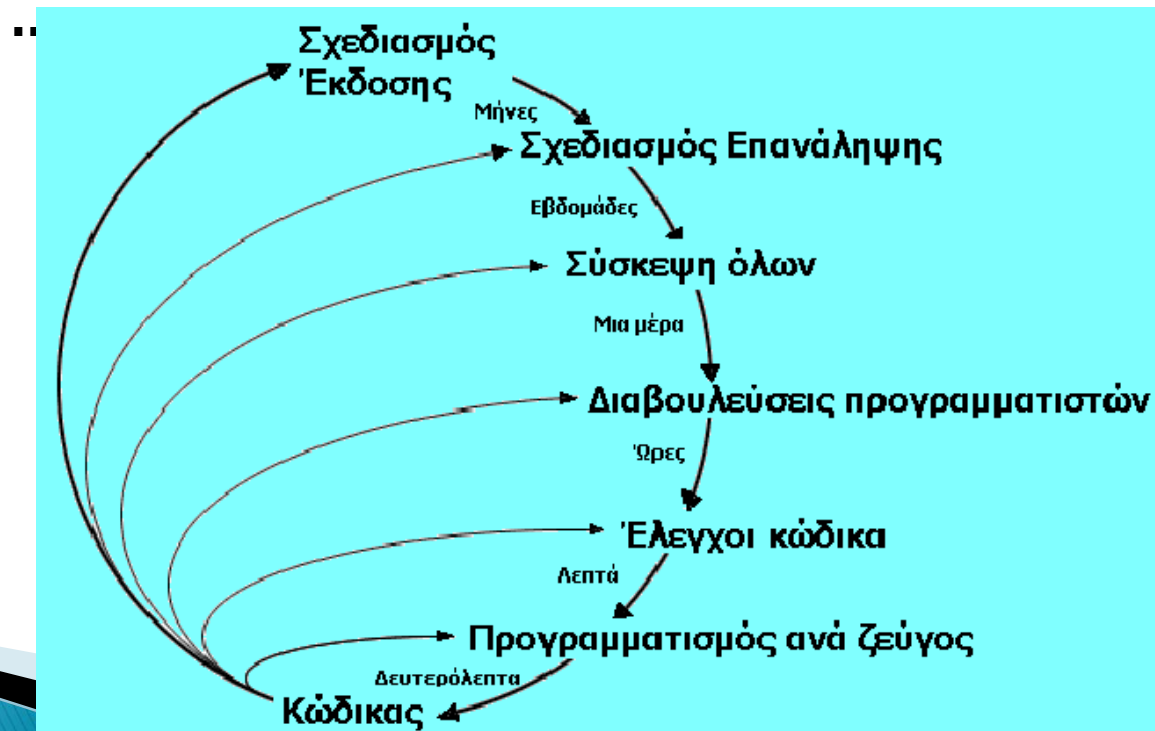 ..
Σχεδιασμός
Έκδοσης
Μήνες
Σχεδιασμός Επανάληψης
Εβδομάδες
Σύσκεψη όλων
Μια μέρα
Διαβουλεύσεις προγραμματιστών
Ώρες
Έλεγχοι κώδικα
Λεπτά
Προγραμματισμός ανά ζεύγος
Δευτερόλεπτα
Κώδικας